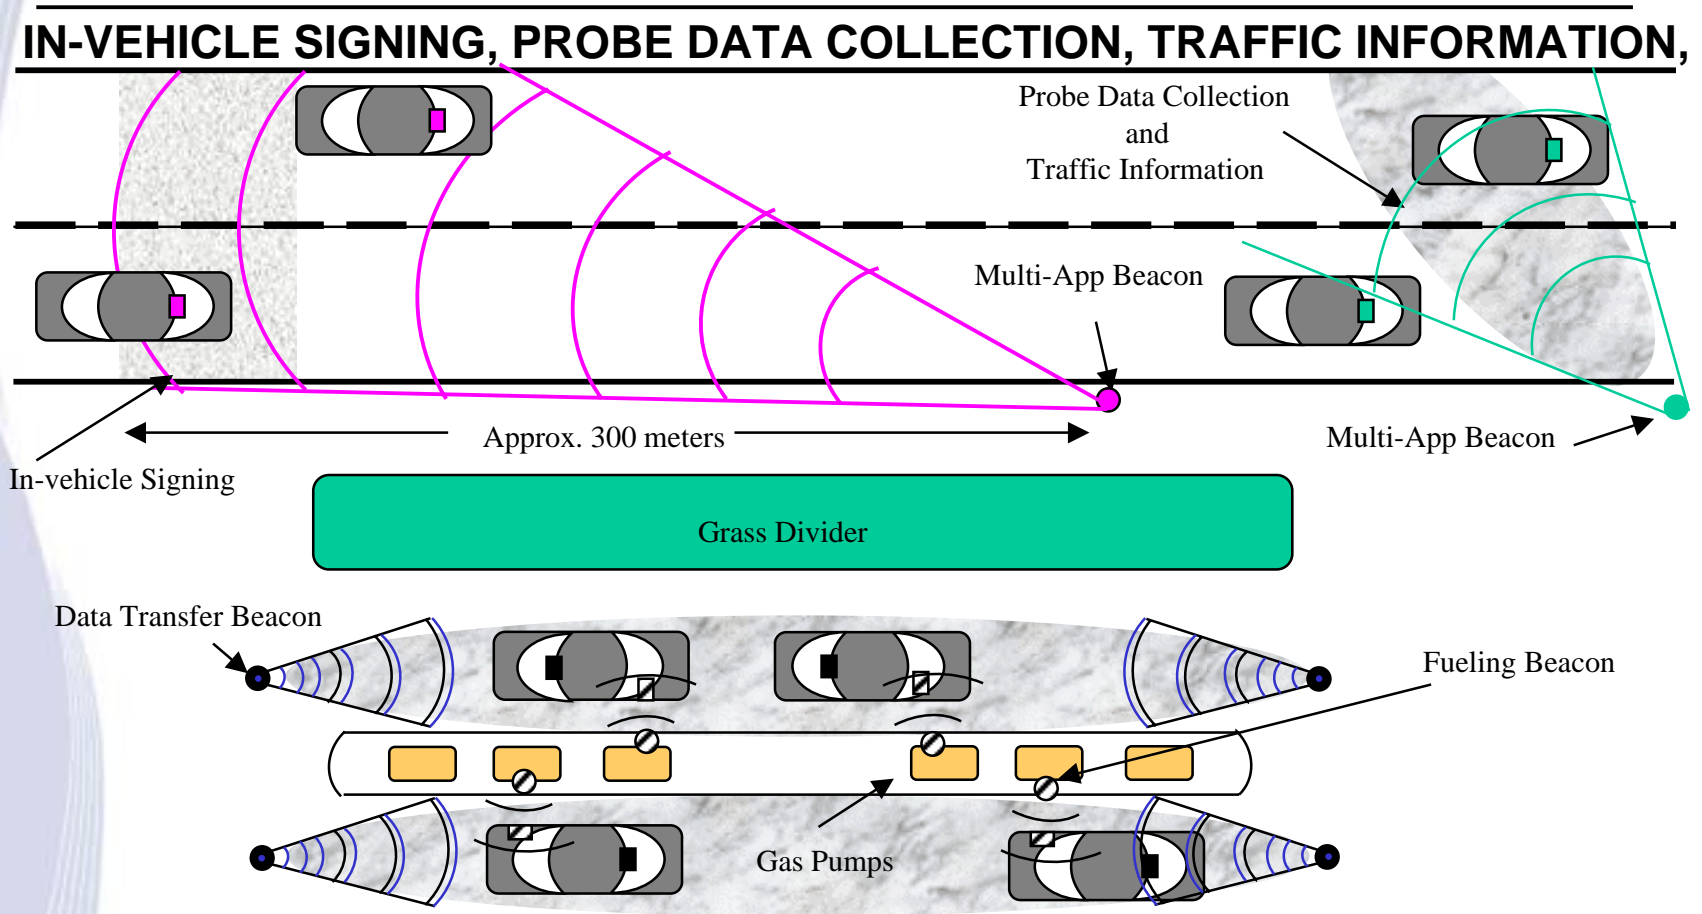 IN-VEHICLE SIGNING, PROBE DATA COLLECTION, TRAFFIC INFORMATION,
Probe Data Collection
and
Traffic Information
Multi-App Beacon
Approx. 300 meters
Multi-App Beacon
In-vehicle Signing
Grass Divider
Data Transfer Beacon
Fueling Beacon
Gas Pumps